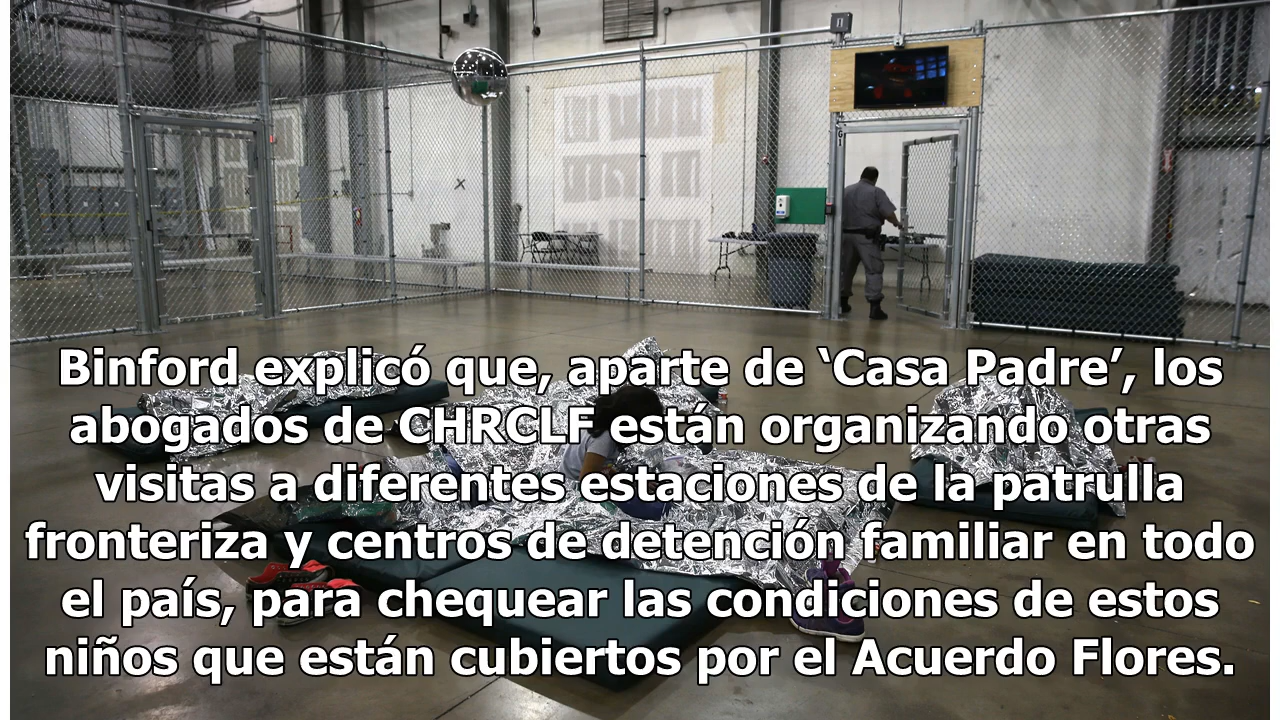 Binford explicó que, aparte de ‘Casa Padre’, los
abogados de CHRCLF están organizando otras
visitas a diferentes estaciones de la patrulla
fronteriza y centros de detención familiar en todo
el país, para chequear las condiciones de estos
niños que están cubiertos por el Acuerdo Flores.